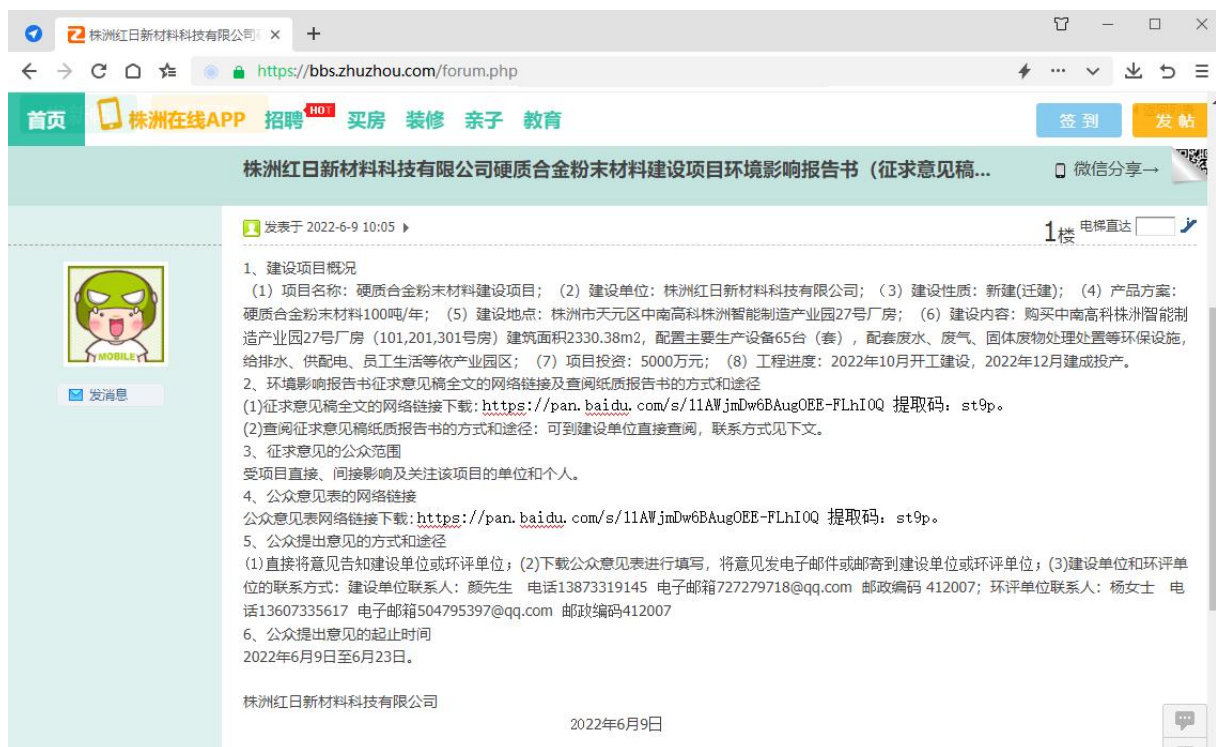 株洲红日新材料科技有限公司
https://bbs.zhuzhou.com/forum.php
首页 株洲在线APP 招聘 HOT 买房 装修 亲子 教育 签到 发帖
株洲红日新材料科技有限公司硬质合金粉末材料建设项目环境影响报告书（征求意见稿... 微信分享→
发表于 2022-6-9 10:05 1楼 电梯直达
MOBILE
发消息
1、建设项目概况
（1）项目名称：硬质合金粉末材料建设项目；（2）建设单位：株洲红日新材料科技有限公司；（3）建设性质：新建(迁建)；（4）产品方案：
硬质合金粉末材料100吨/年；（5）建设地点：株洲市天元区中南高科株洲智能制造产业园27号厂房；（6）建设内容：购买中南高科株洲智能制
造产业园27号厂房（101,201,301号房）建筑面积2330.38m2，配置主要生产设备65台（套），配套废水、废气、固体废物处理处置等环保设施，
给排水、供配电、员工生活等依产业园区；（7）项目投资：5000万元；（8）工程进度：2022年10月开工建设，2022年12月建成投产。
2、环境影响报告书征求意见稿全文的网络链接及查阅纸质报告书的方式和途径
(1)征求意见稿全文的网络链接下载:https://pan.baidu.com/s/11AWjmDw6BAugOEE-FLhI0Q 提取码：st9p。
(2)查阅征求意见稿纸质报告书的方式和途径：可到建设单位直接查阅，联系方式见下文。
3、征求意见的公众范围
受项目直接、间接影响及关注该项目的单位和个人。
4、公众意见表的网络链接
公众意见表网络链接下载:https://pan.baidu.com/s/11AWjmDw6BAugOEE-FLhI0Q 提取码：st9p。
5、公众提出意见的方式和途径
(1)直接将意见告知建设单位或环评单位；(2)下载公众意见表进行填写，将意见发电子邮件或邮寄到建设单位或环评单位；(3)建设单位和环评单
位的联系方式：建设单位联系人：颜先生 电话13873319145 电子邮箱727279718@qq.com 邮政编码 412007；环评单位联系人：杨女士 电
话13607335617 电子邮箱504795397@qq.com 邮政编码412007
6、公众提出意见的起止时间
2022年6月9日至6月23日。
株洲红日新材料科技有限公司
2022年6月9日